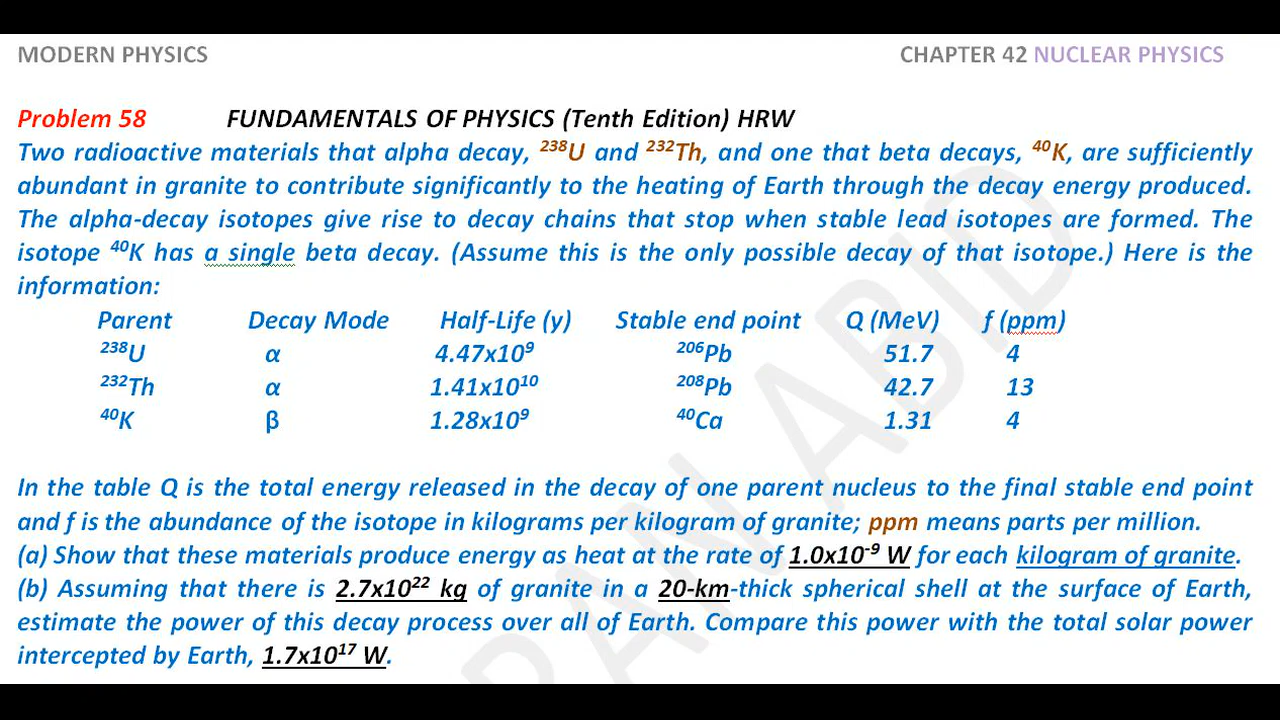 MODERN PHYSICS CHAPTER 42 NUCLEAR PHYSICS
Problem 58 FUNDAMENTALS OF PHYSICS (Tenth Edition) HRW
Two radioactive materials that alpha decay, ²³⁸U and ²³²Th, and one that beta decays, ⁴⁰K, are sufficiently
abundant in granite to contribute significantly to the heating of Earth through the decay energy produced.
The alpha-decay isotopes give rise to decay chains that stop when stable lead isotopes are formed. The
isotope ⁴⁰K has a single beta decay. (Assume this is the only possible decay of that isotope.) Here is the
information:
Parent Decay Mode Half-Life (y) Stable end point Q (MeV) f (ppm)
²³⁸U α 4.47x10⁹ ²⁰⁶Pb 51.7 4
²³²Th α 1.41x10¹⁰ ²⁰⁸Pb 42.7 13
⁴⁰K β 1.28x10⁹ ⁴⁰Ca 1.31 4
In the table Q is the total energy released in the decay of one parent nucleus to the final stable end point
and f is the abundance of the isotope in kilograms per kilogram of granite; ppm means parts per million.
(a) Show that these materials produce energy as heat at the rate of 1.0x10⁻⁹ W for each kilogram of granite.
(b) Assuming that there is 2.7x10²² kg of granite in a 20-km-thick spherical shell at the surface of Earth,
estimate the power of this decay process over all of Earth. Compare this power with the total solar power
intercepted by Earth, 1.7x10¹⁷ W.